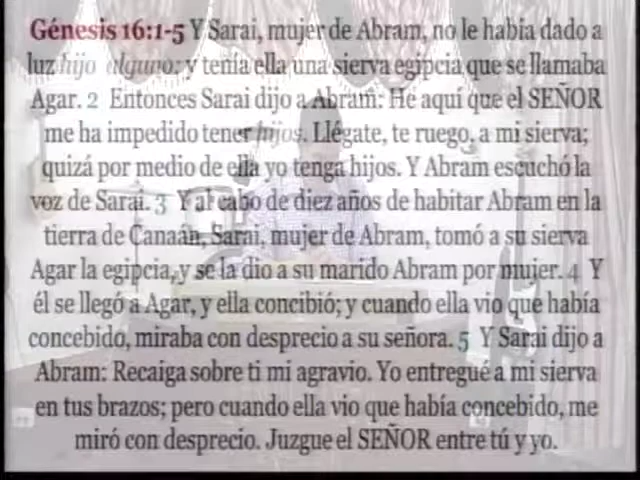 Génesis 16:1-5 Y Sarai, mujer de Abram, no le había dado a
luz hijo alguno; y tenía ella una sierva egipcia que se llamaba
Agar. 2 Entonces Sarai dijo a Abram: He aquí que el SEÑOR
me ha impedido tener hijos. Llégate, te ruego, a mi sierva;
quizá por medio de ella yo tenga hijos. Y Abram escuchó la
voz de Sarai. 3 Y al cabo de diez años de habitar Abram en la
tierra de Canaán, Sarai, mujer de Abram, tomó a su sierva
Agar la egipcia, y se la dio a su marido Abram por mujer. 4 Y
él se llegó a Agar, y ella concibió; y cuando ella vio que había
concebido, miraba con desprecio a su señora. 5 Y Sarai dijo a
Abram: Recaiga sobre ti mi agravio. Yo entregué a mi sierva
en tus brazos; pero cuando ella vio que había concebido, me
miró con desprecio. Juzgue el SEÑOR entre tú y yo.